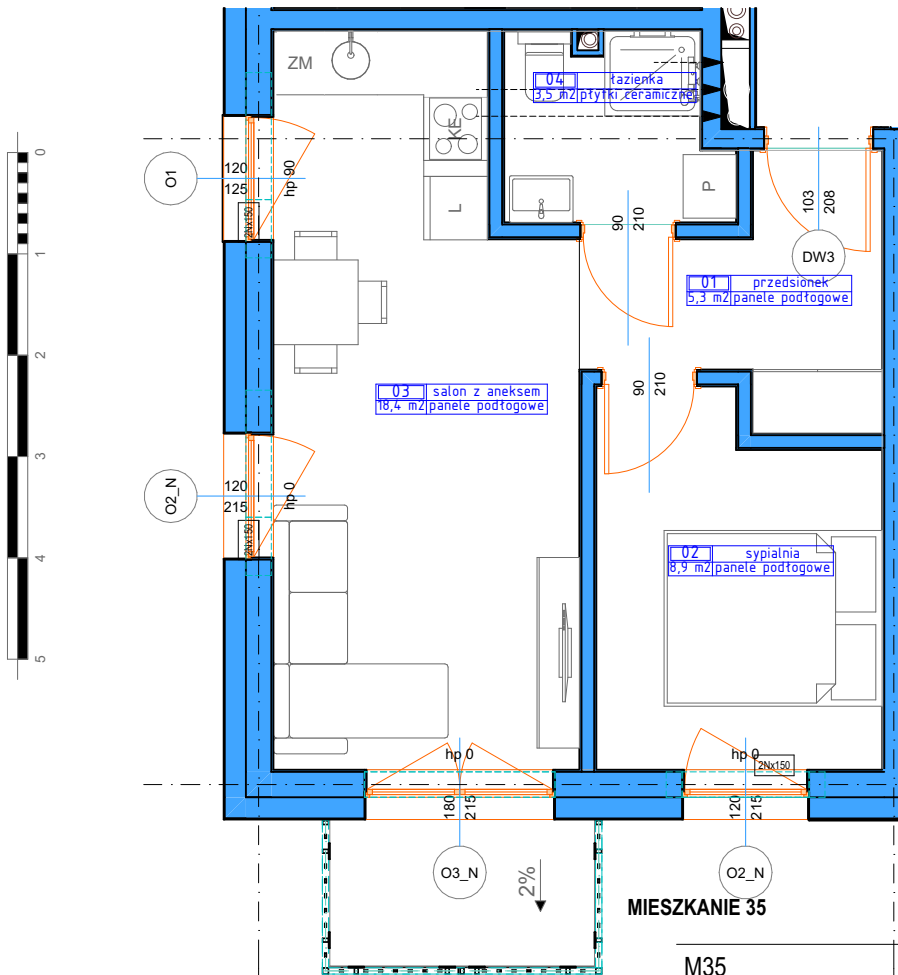 ZM
04 łazienka
3,5 m2 płytki ceramiczne
KE
L
P
O1
120
125
hp 90
2Nx150
90
210
103
208
DW3
01 przedsionek
5,3 m2 panele podłogowe
0
1
2
3
4
5
03 salon z aneksem
18,4 m2 panele podłogowe
90
210
O2_N
120
215
hp 0
2Nx150
02 sypialnia
8,9 m2 panele podłogowe
hp 0
180
215
O3_N
hp 0
2Nx150
120
215
O2_N
2%
MIESZKANIE 35
M35